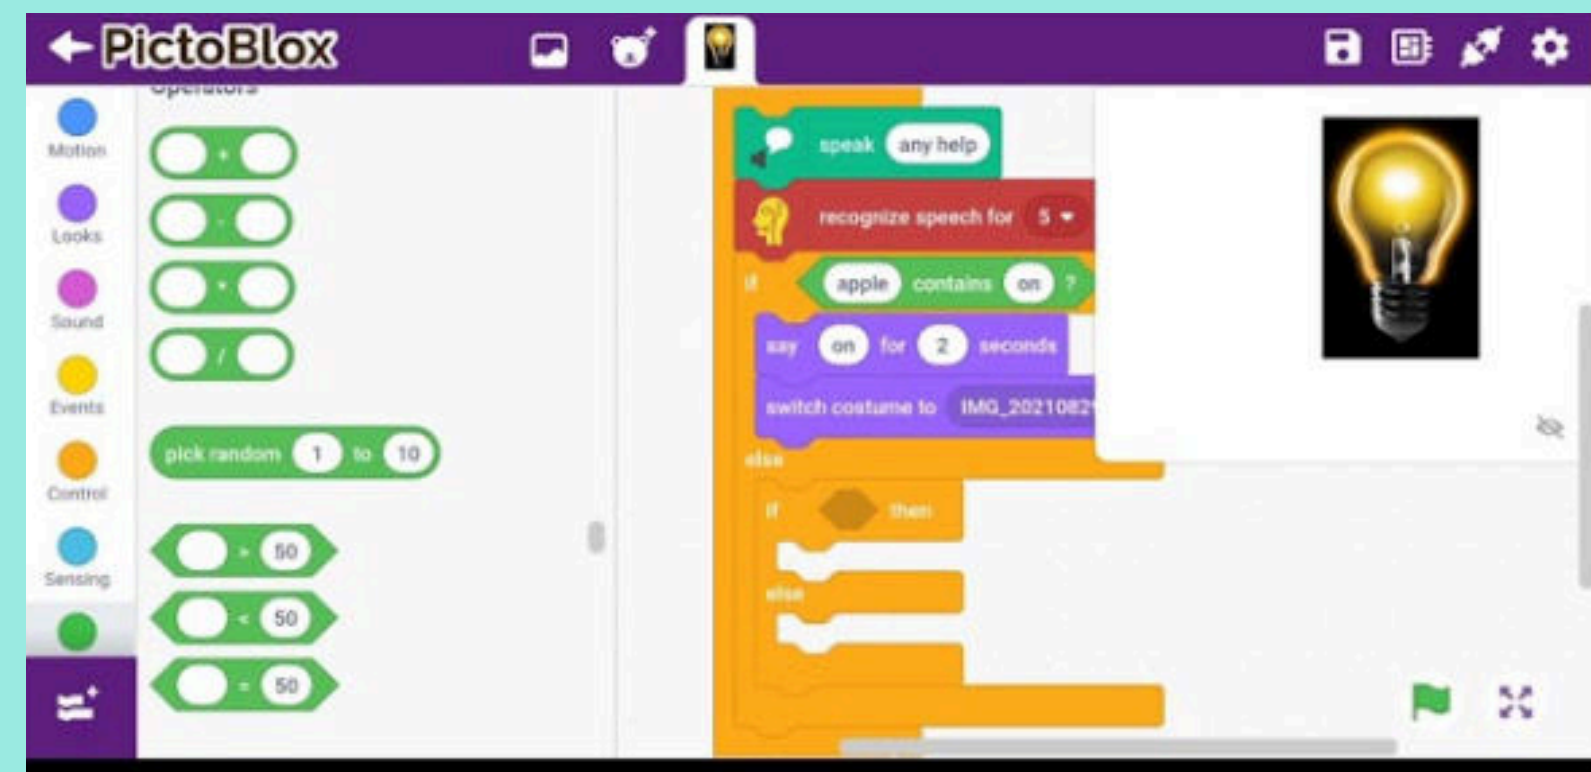 PictoBlox
Operators
Motion
Looks
Sound
Events
Control
Sensing
+
-
*
/
pick random 1 to 10
> 50
< 50
= 50
speak any help
recognize speech for 5
if apple contains on ?
say on for 2 seconds
switch costume to IMG_2021082
else
if then
else